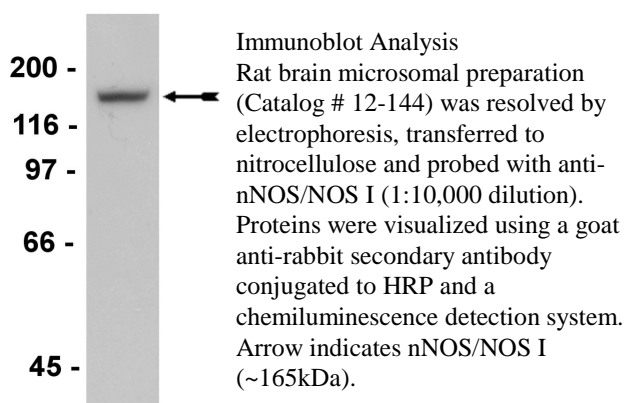 200 -
116 -
97 -
66 -
45 -
Immunoblot Analysis
Rat brain microsomal preparation
(Catalog # 12-144) was resolved by
electrophoresis, transferred to
nitrocellulose and probed with anti-
nNOS/NOS I (1:10,000 dilution).
Proteins were visualized using a goat
anti-rabbit secondary antibody
conjugated to HRP and a
chemiluminescence detection system.
Arrow indicates nNOS/NOS I
(~165kDa).